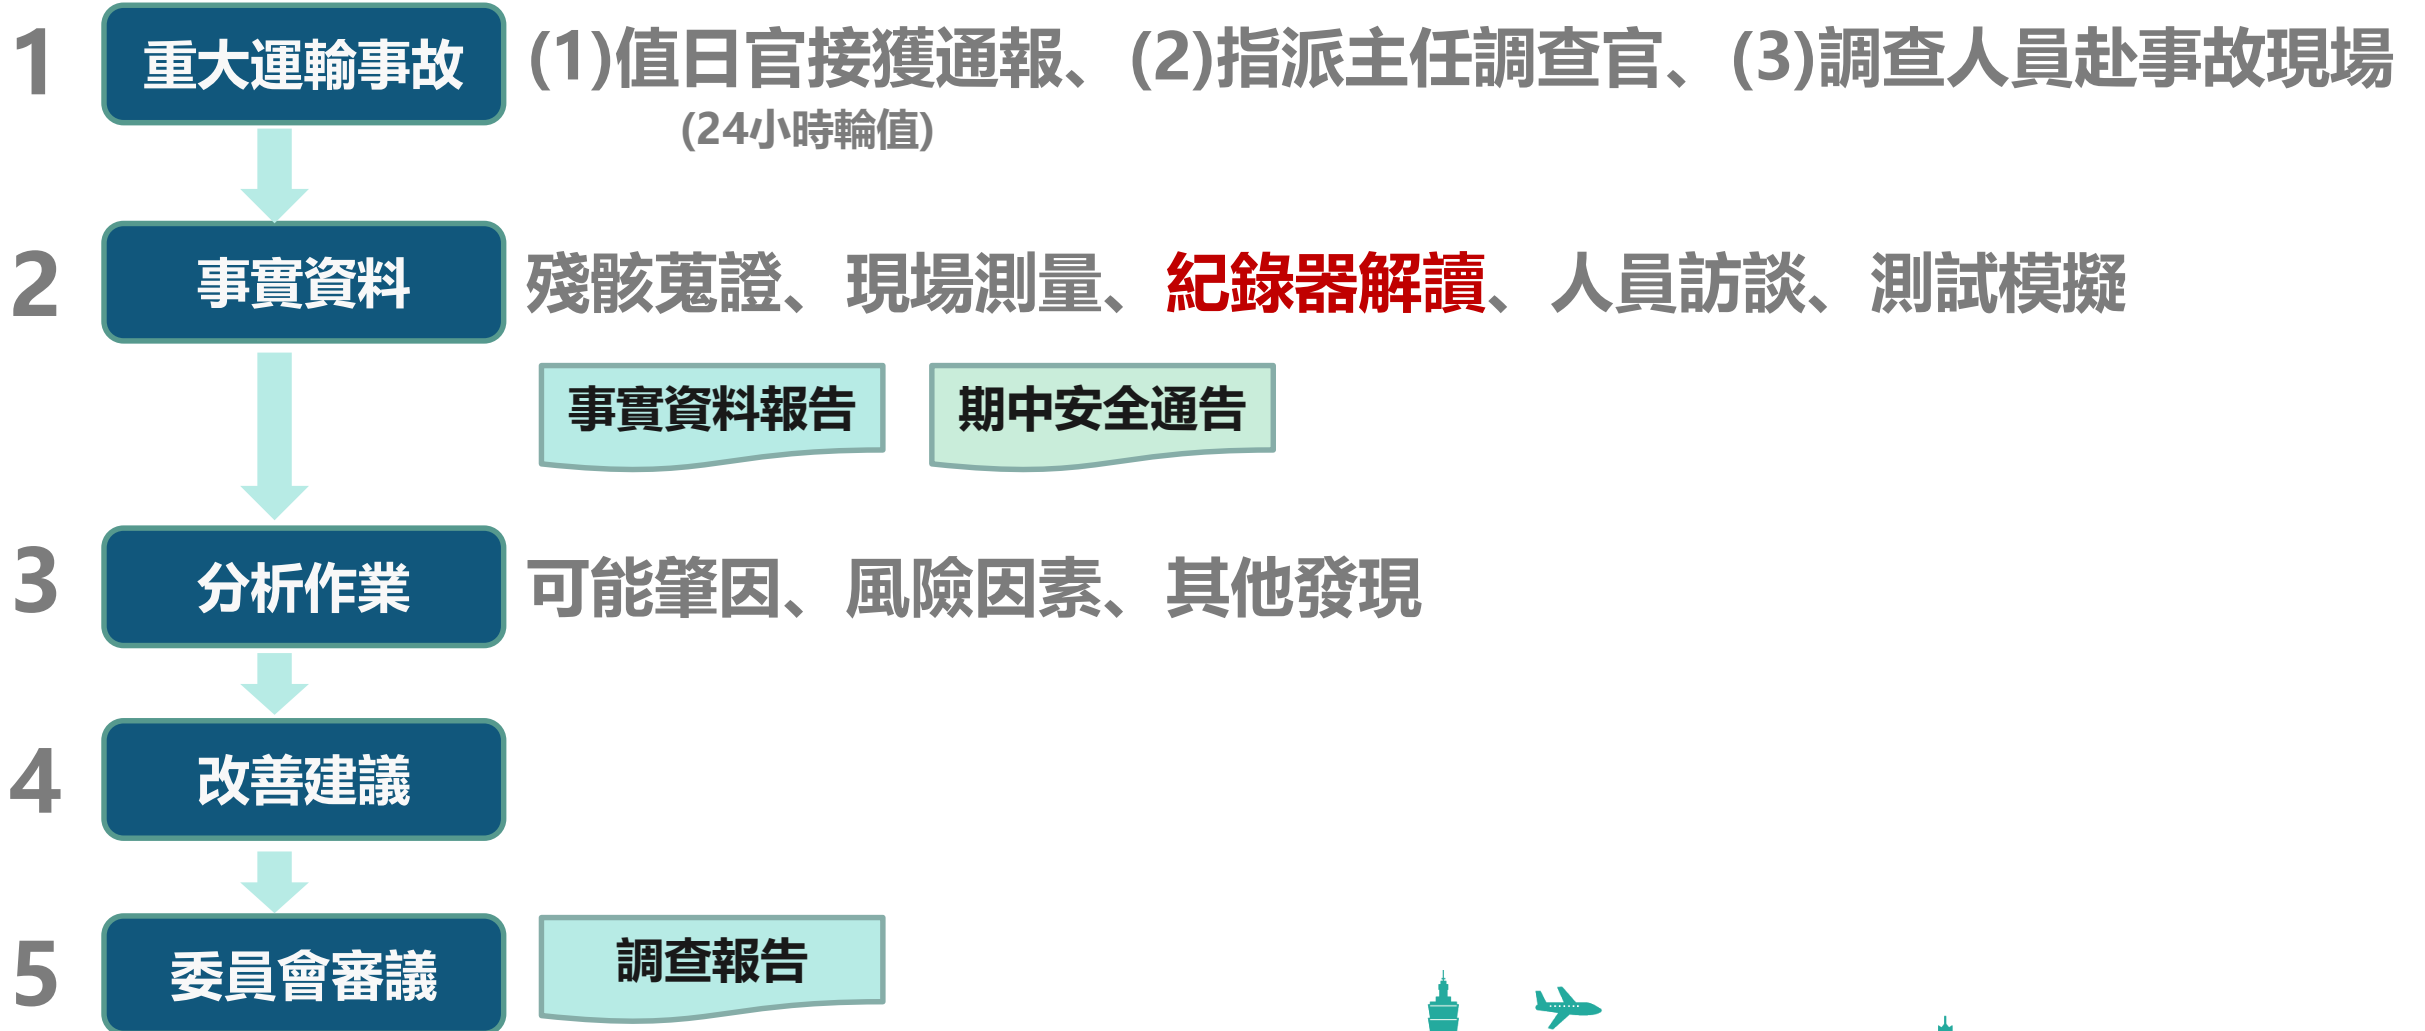 1
重大運輸事故
(1)值日官接獲通報、(2)指派主任調查官、(3)調查人員赴事故現場
(24小時輪值)
2
事實資料
殘骸蒐證、現場測量、紀錄器解讀、人員訪談、測試模擬
事實資料報告
期中安全通告
3
分析作業
可能肇因、風險因素、其他發現
4
改善建議
5
委員會審議
調查報告